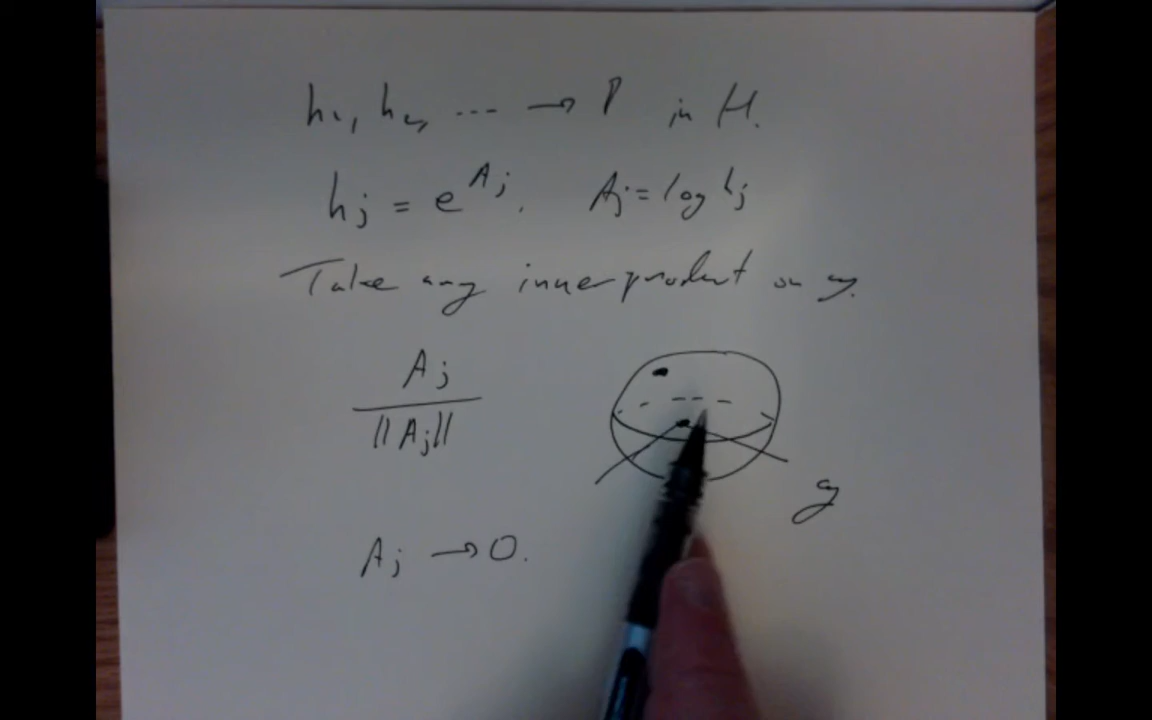 h₁, h₂, ... → 1 in H.
hⱼ = e^{Aⱼ}. Aⱼ = log hⱼ
Take any inner product on 𝔤.
Aⱼ / ||Aⱼ||
𝔤
Aⱼ → 0.